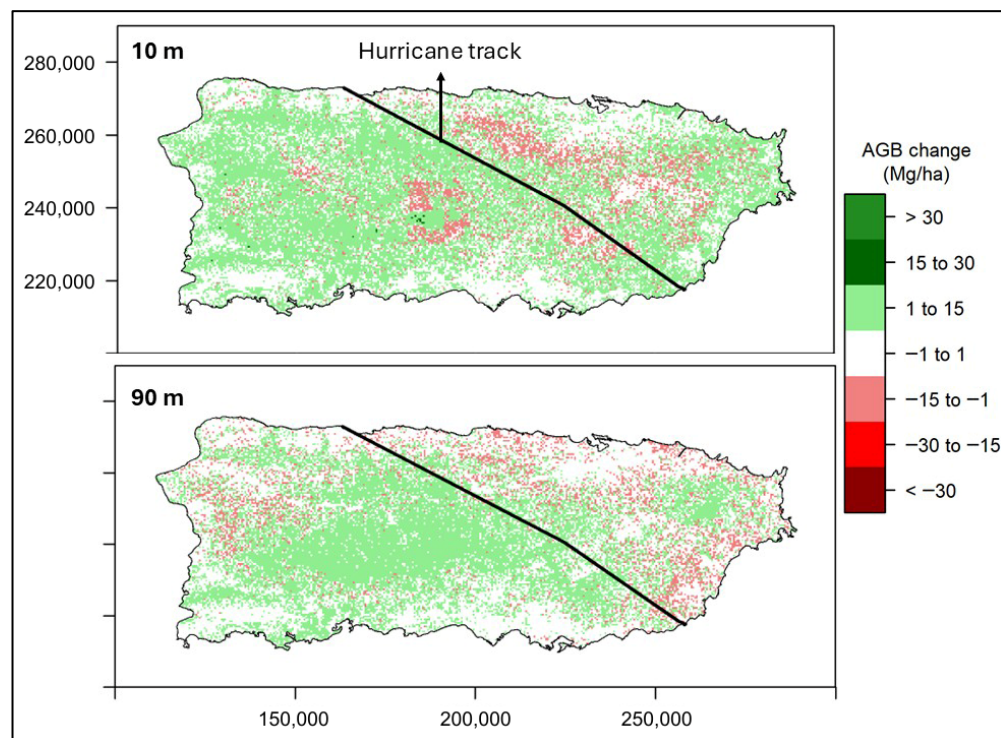 10 m
Hurricane track
280,000
260,000
240,000
220,000
AGB change
(Mg/ha)
> 30
15 to 30
1 to 15
−1 to 1
−15 to −1
−30 to −15
< −30
90 m
150,000
200,000
250,000